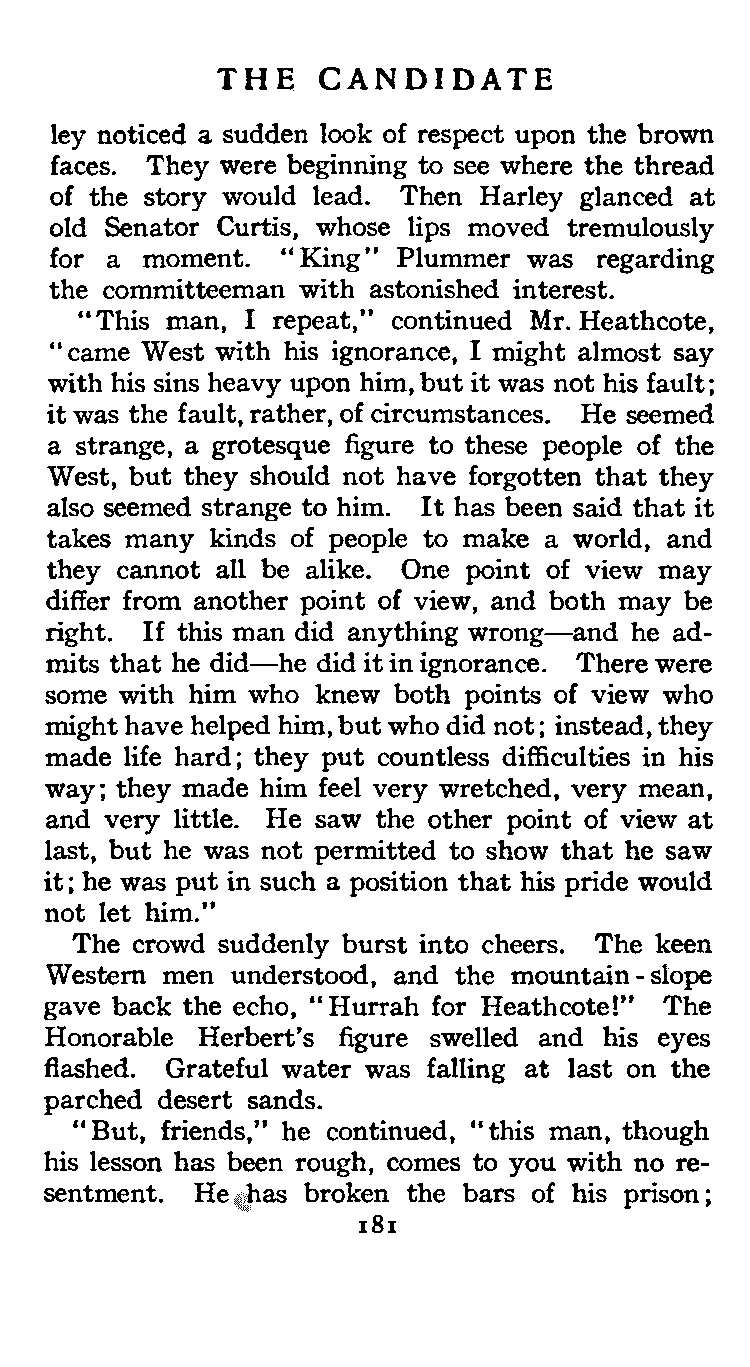 THE CANDIDATE
ley noticed a sudden look of respect upon the brown
faces. They were beginning to see where the thread
of the story would lead. Then Harley glanced at
old Senator Curtis, whose lips moved tremulously
for a moment. "King" Plummer was regarding
the committeeman with astonished interest.
"This man, I repeat," continued Mr. Heathcote,
"came West with his ignorance, I might almost say
with his sins heavy upon him, but it was not his fault;
it was the fault, rather, of circumstances. He seemed
a strange, a grotesque figure to these people of the
West, but they should not have forgotten that they
also seemed strange to him. It has been said that it
takes many kinds of people to make a world, and
they cannot all be alike. One point of view may
differ from another point of view, and both may be
right. If this man did anything wrong—and he ad-
mits that he did—he did it in ignorance. There were
some with him who knew both points of view who
might have helped him, but who did not; instead, they
made life hard; they put countless difficulties in his
way; they made him feel very wretched, very mean,
and very little. He saw the other point of view at
last, but he was not permitted to show that he saw
it; he was put in such a position that his pride would
not let him."
The crowd suddenly burst into cheers. The keen
Western men understood, and the mountain-slope
gave back the echo, "Hurrah for Heathcote!" The
Honorable Herbert's figure swelled and his eyes
flashed. Grateful water was falling at last on the
parched desert sands.
"But, friends," he continued, "this man, though
his lesson has been rough, comes to you with no re-
sentment. He has broken the bars of his prison;
181